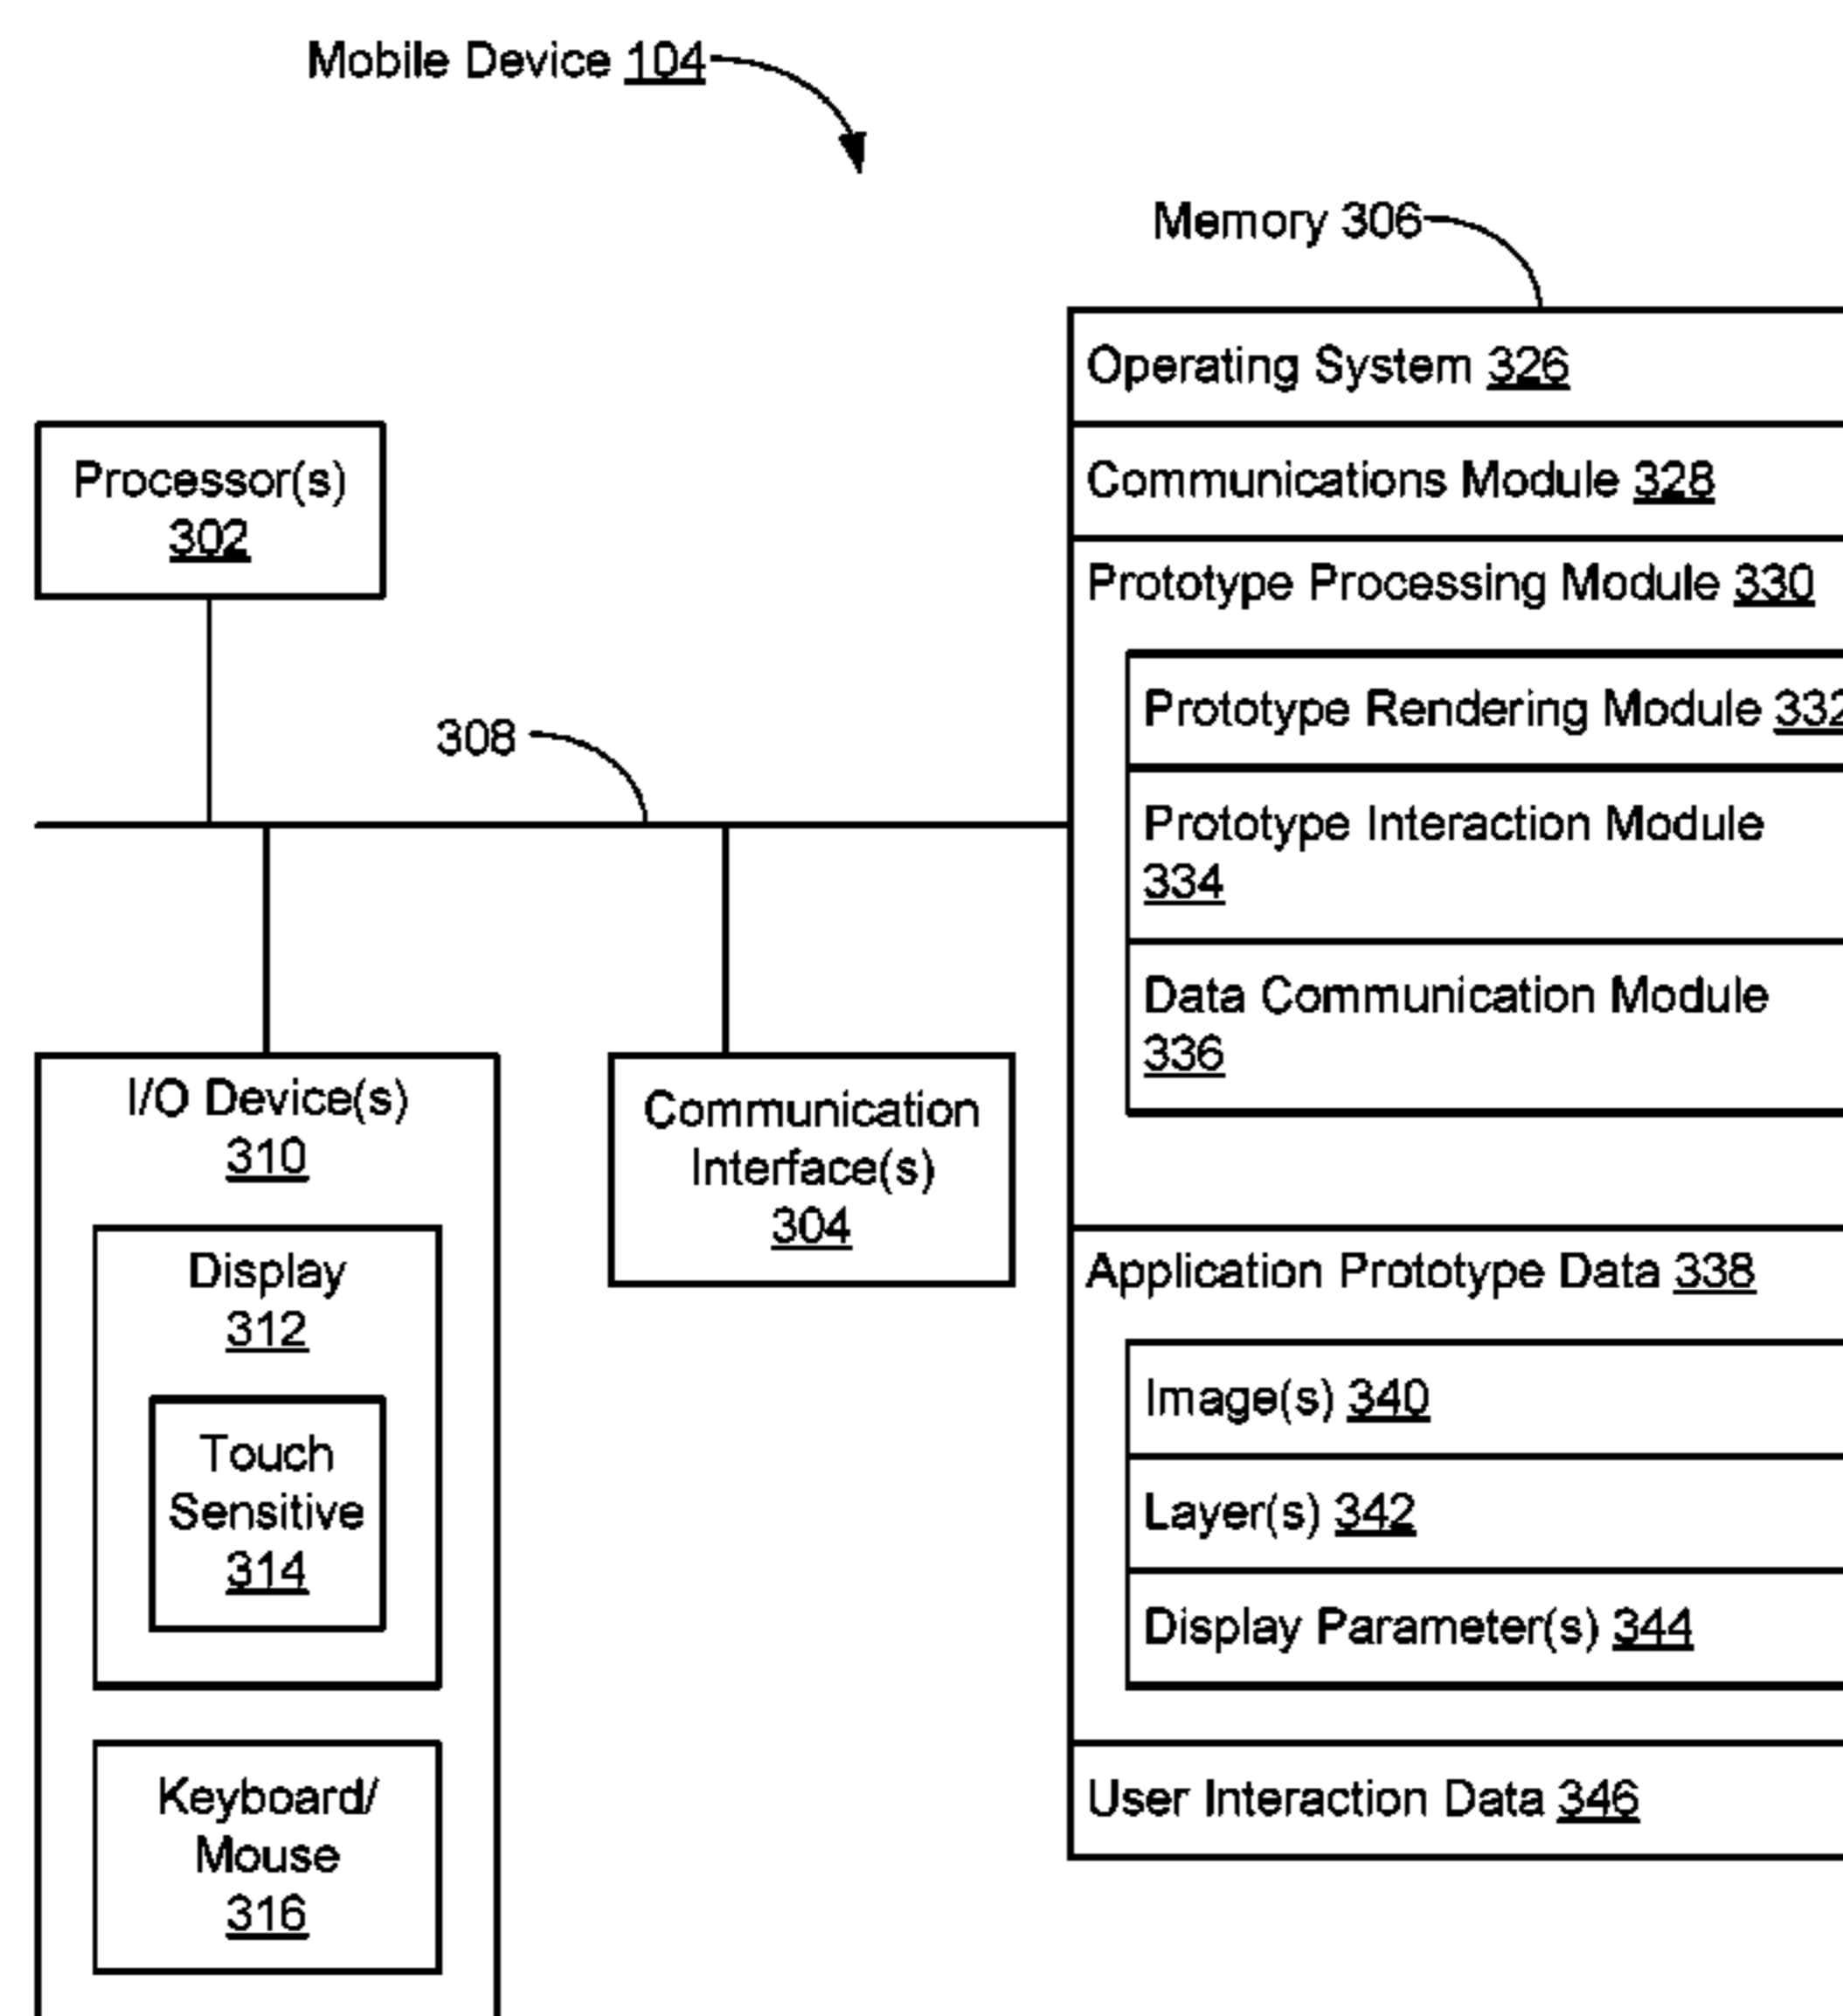 Mobile Device 104
Memory 306
Operating System 326
Communications Module 328
Prototype Processing Module 330
Prototype Rendering Module 332
Prototype Interaction Module
334
Data Communication Module
336
Application Prototype Data 338
Image(s) 340
Layer(s) 342
Display Parameter(s) 344
User Interaction Data 346
Processor(s)
302
308
I/O Device(s)
310
Display
312
Touch
Sensitive
314
Keyboard/
Mouse
316
Communication
Interface(s)
304